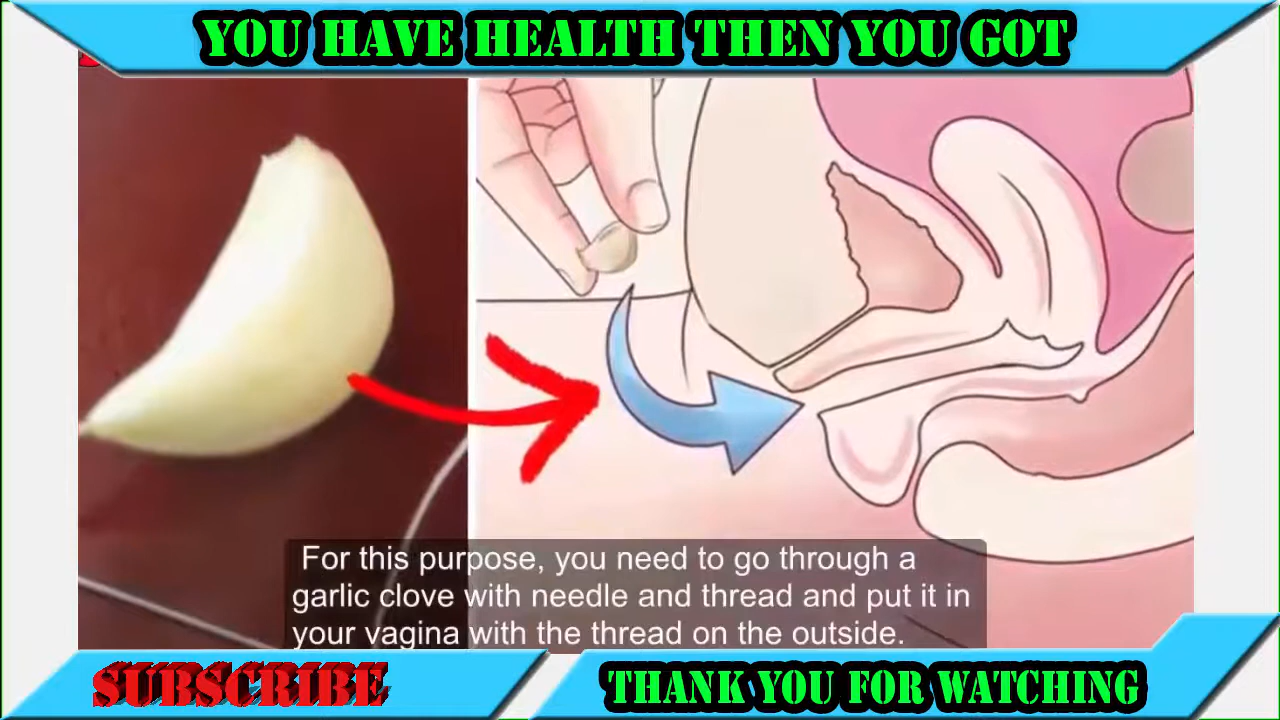 YOU HAVE HEALTH THEN YOU GOT
For this purpose, you need to go through a
garlic clove with needle and thread and put it in
your vagina with the thread on the outside.
SUBSCRIBE
THANK YOU FOR WATCHING